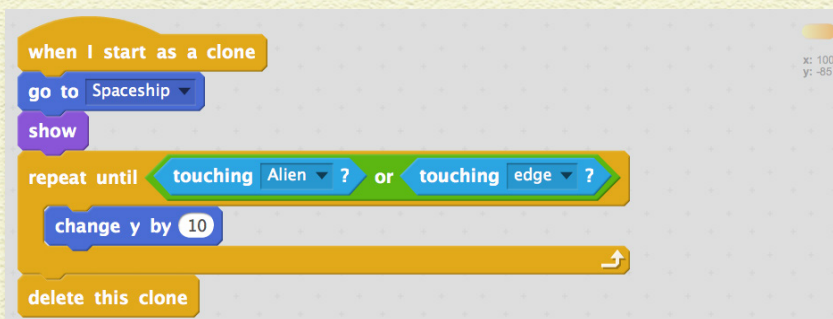 when I start as a clone
go to Spaceship
show
repeat until touching Alien ? or touching edge ?
change y by 10
delete this clone
x: 100
y: -85